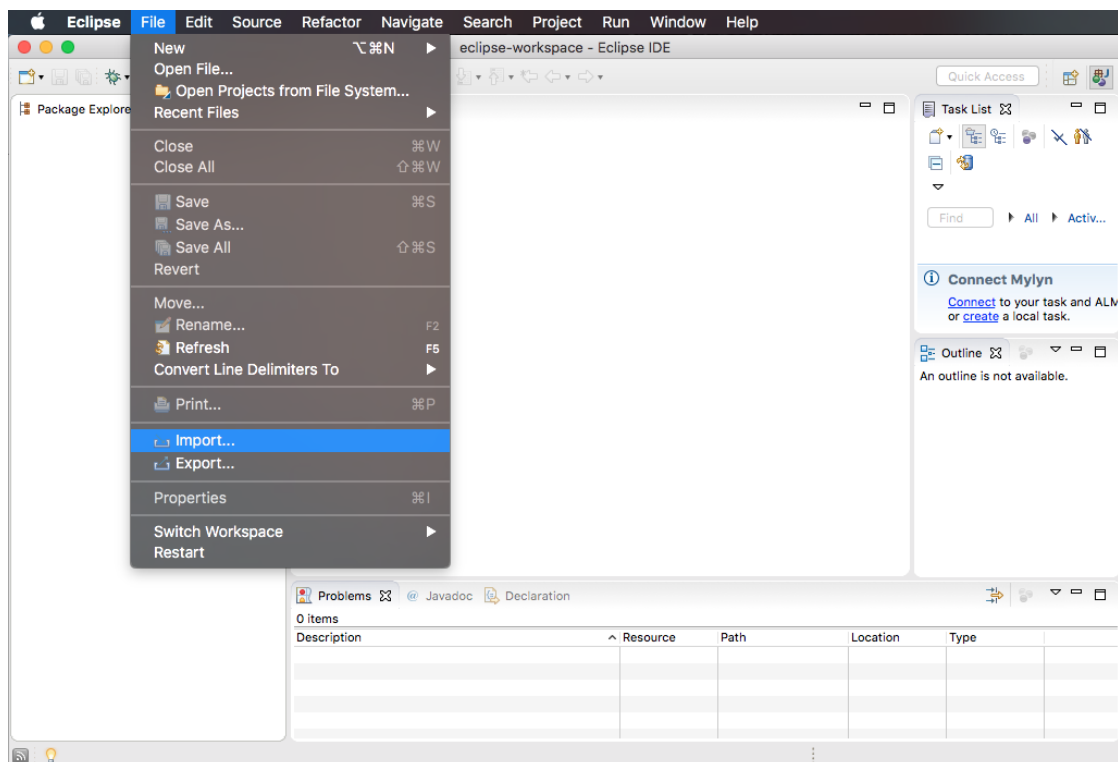 Eclipse File Edit Source Refactor Navigate Search Project Run Window Help
eclipse-workspace - Eclipse IDE
New ⌥⌘N
Open File...
Open Projects from File System...
Recent Files
Close ⌘W
Close All ⇧⌘W
Save ⌘S
Save As...
Save All ⇧⌘S
Revert
Move...
Rename... F2
Refresh F5
Convert Line Delimiters To
Print... ⌘P
Import...
Export...
Properties ⌘I
Switch Workspace
Restart
Package Explore
Quick Access
Task List
Find All Activ...
Connect Mylyn
Connect to your task and ALM
or create a local task.
Outline
An outline is not available.
Problems @ Javadoc Declaration
0 items
Description Resource Path Location Type